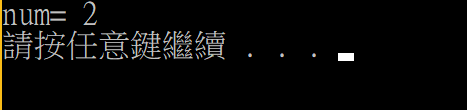 num= 2
請按任意鍵繼續 . . .